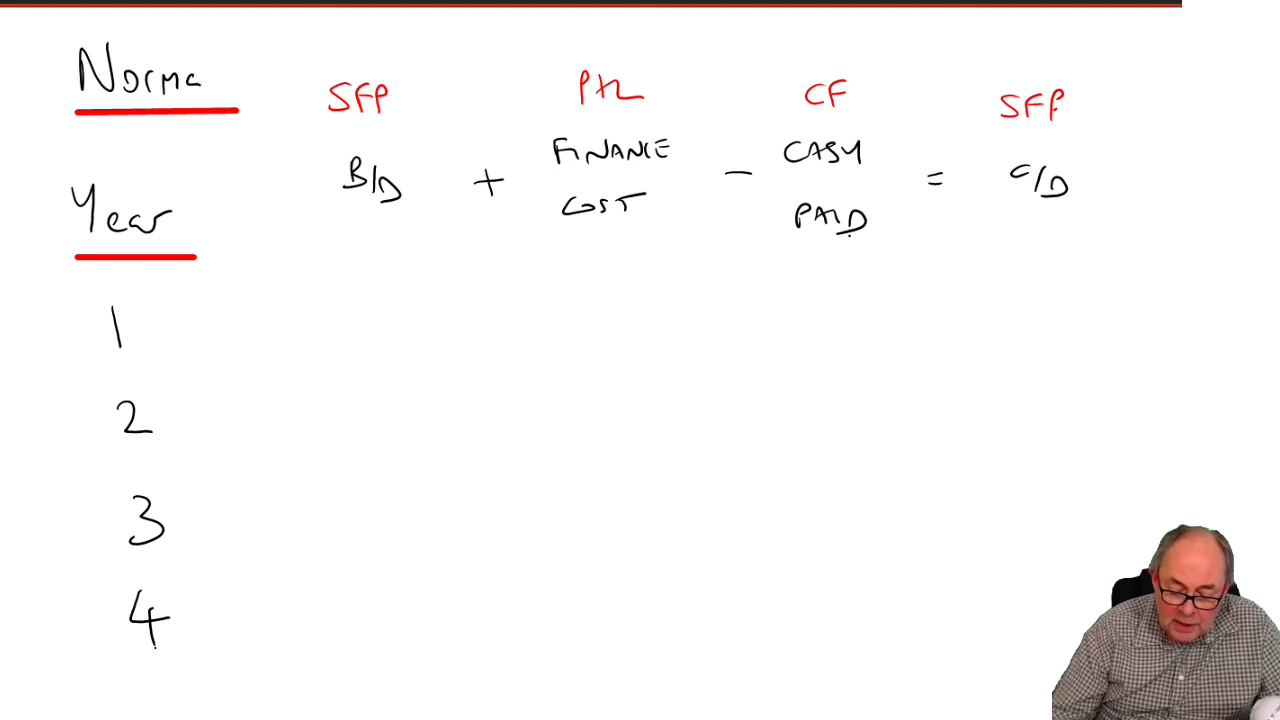 Norma
SFP P+L CF SFP
B/D + FINANCE COST - CASH PAID = C/D
Year
1
2
3
4